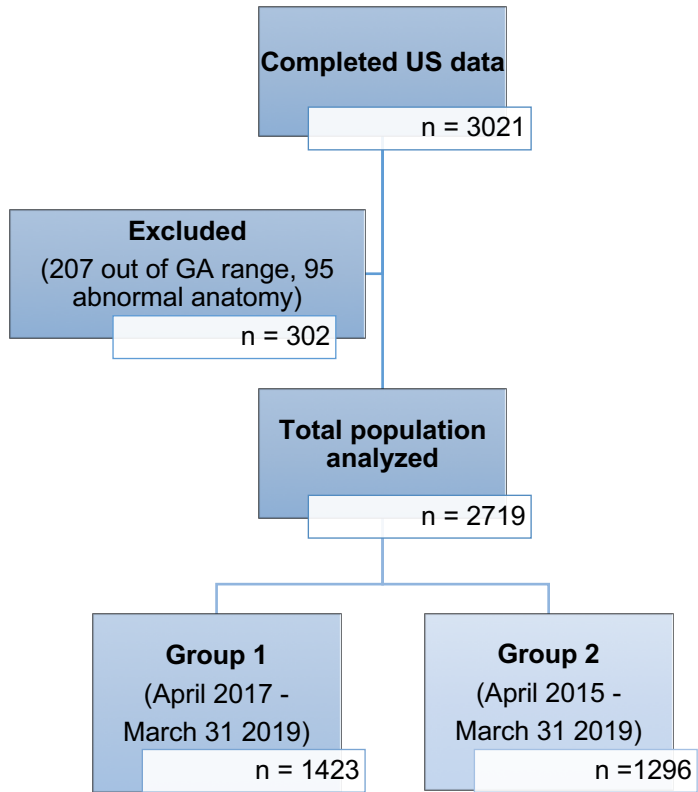 Completed US data
n = 3021
Excluded
(207 out of GA range, 95
abnormal anatomy)
n = 302
Total population
analyzed
n = 2719
Group 1
(April 2017 -
March 31 2019)
n = 1423
Group 2
(April 2015 -
March 31 2019)
n =1296